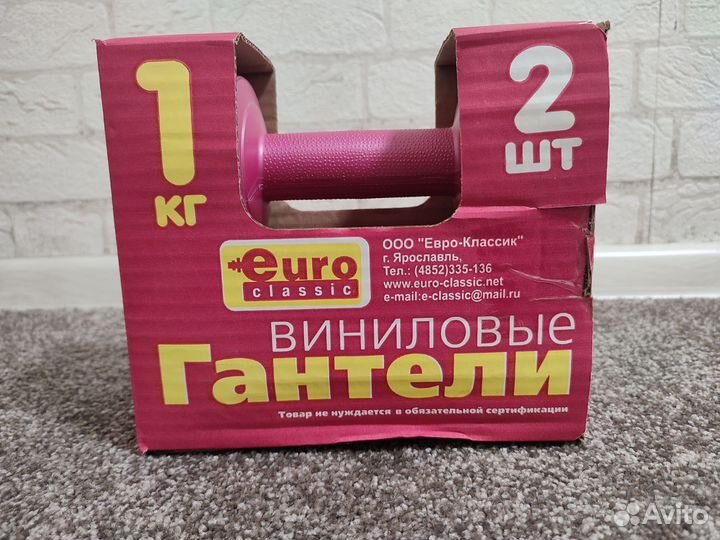 1
КГ
2
ШТ
euro
classic
ООО "Евро-Классик"
г. Ярославль,
Тел.: (4852)335-136
www.euro-classic.net
e-mail:e-classic@mail.ru
ВИНИЛОВЫЕ
Гантели
Товар не нуждается в обязательной сертификации
Avito